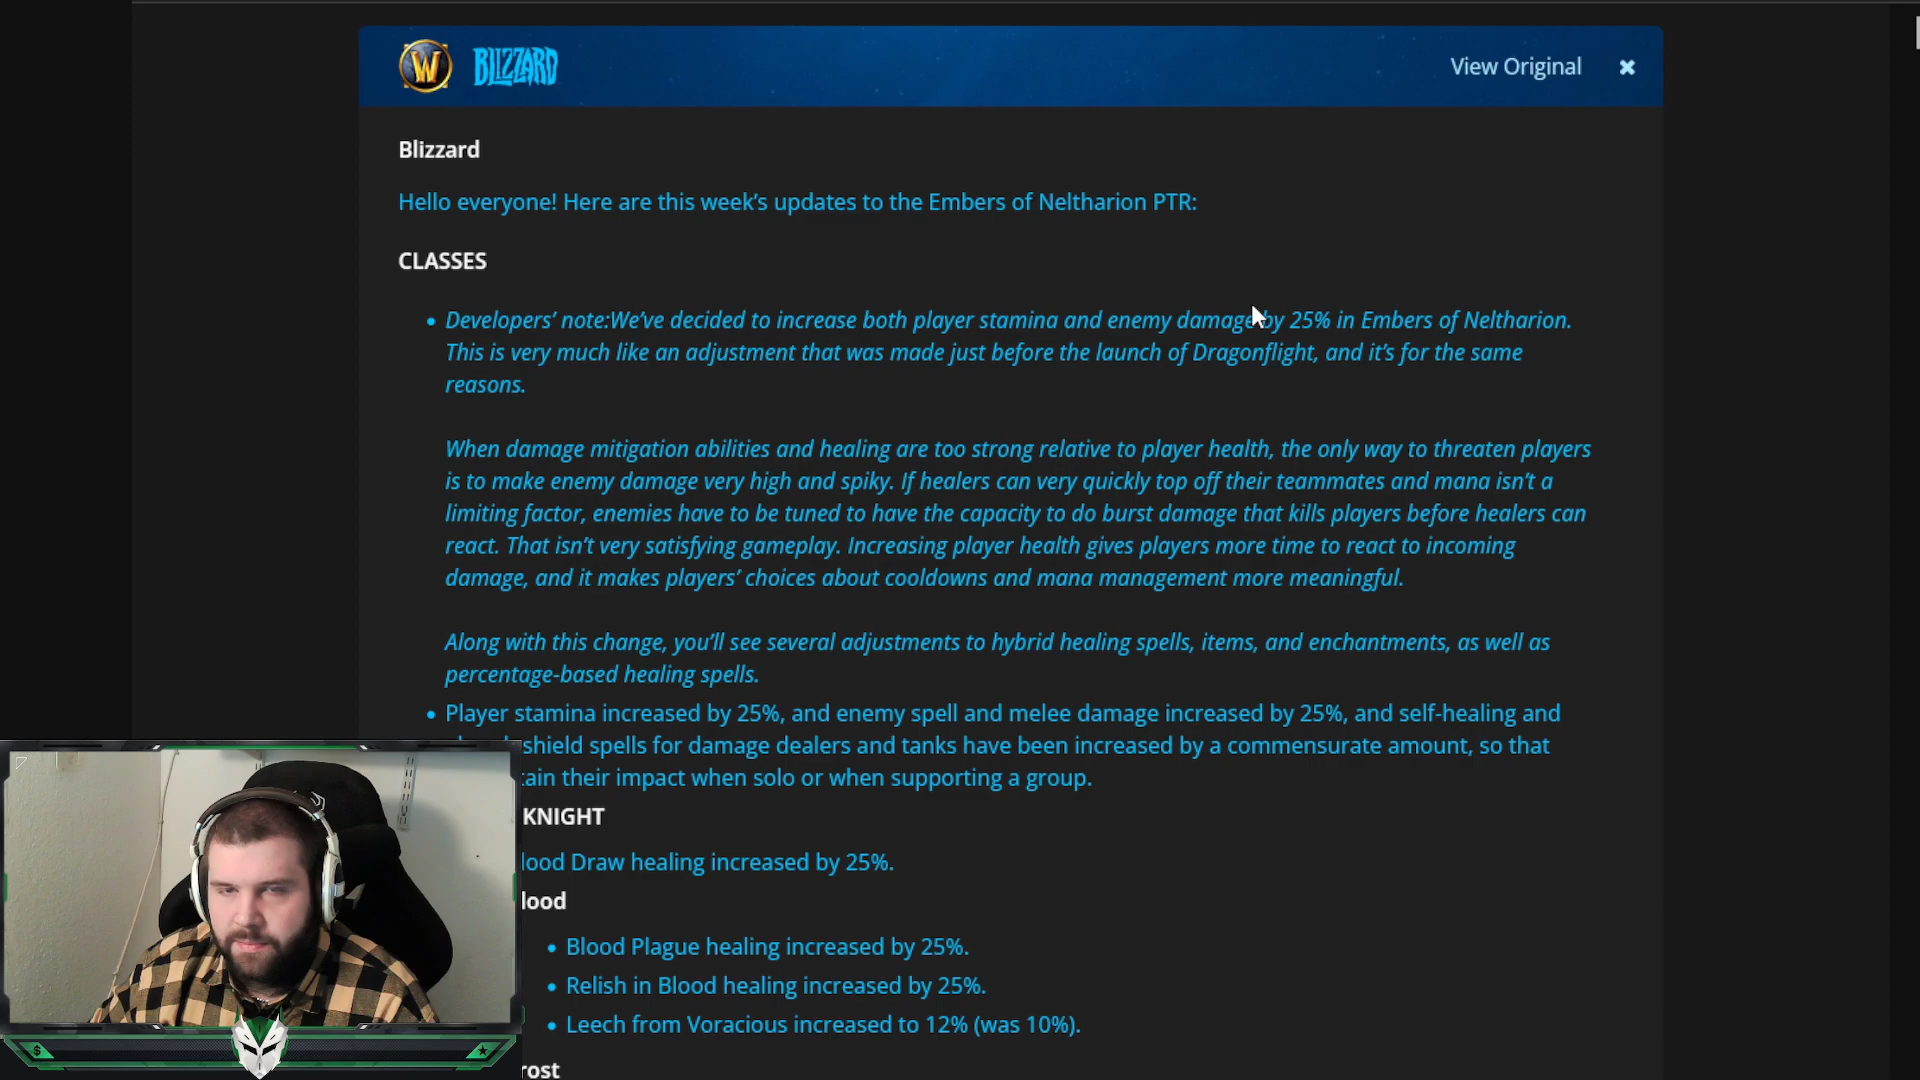 W BLIZZARD View Original ×
Blizzard
Hello everyone! Here are this week's updates to the Embers of Neltharion PTR:
CLASSES
• Developers' note:We've decided to increase both player stamina and enemy damage by 25% in Embers of Neltharion.
This is very much like an adjustment that was made just before the launch of Dragonflight, and it's for the same
reasons.
When damage mitigation abilities and healing are too strong relative to player health, the only way to threaten players
is to make enemy damage very high and spiky. If healers can very quickly top off their teammates and mana isn't a
limiting factor, enemies have to be tuned to have the capacity to do burst damage that kills players before healers can
react. That isn't very satisfying gameplay. Increasing player health gives players more time to react to incoming
damage, and it makes players' choices about cooldowns and mana management more meaningful.
Along with this change, you'll see several adjustments to hybrid healing spells, items, and enchantments, as well as
percentage-based healing spells.
• Player stamina increased by 25%, and enemy spell and melee damage increased by 25%, and self-healing and
shield spells for damage dealers and tanks have been increased by a commensurate amount, so that
tain their impact when solo or when supporting a group.
KNIGHT
lood Draw healing increased by 25%.
lood
• Blood Plague healing increased by 25%.
• Relish in Blood healing increased by 25%.
• Leech from Voracious increased to 12% (was 10%).
rost